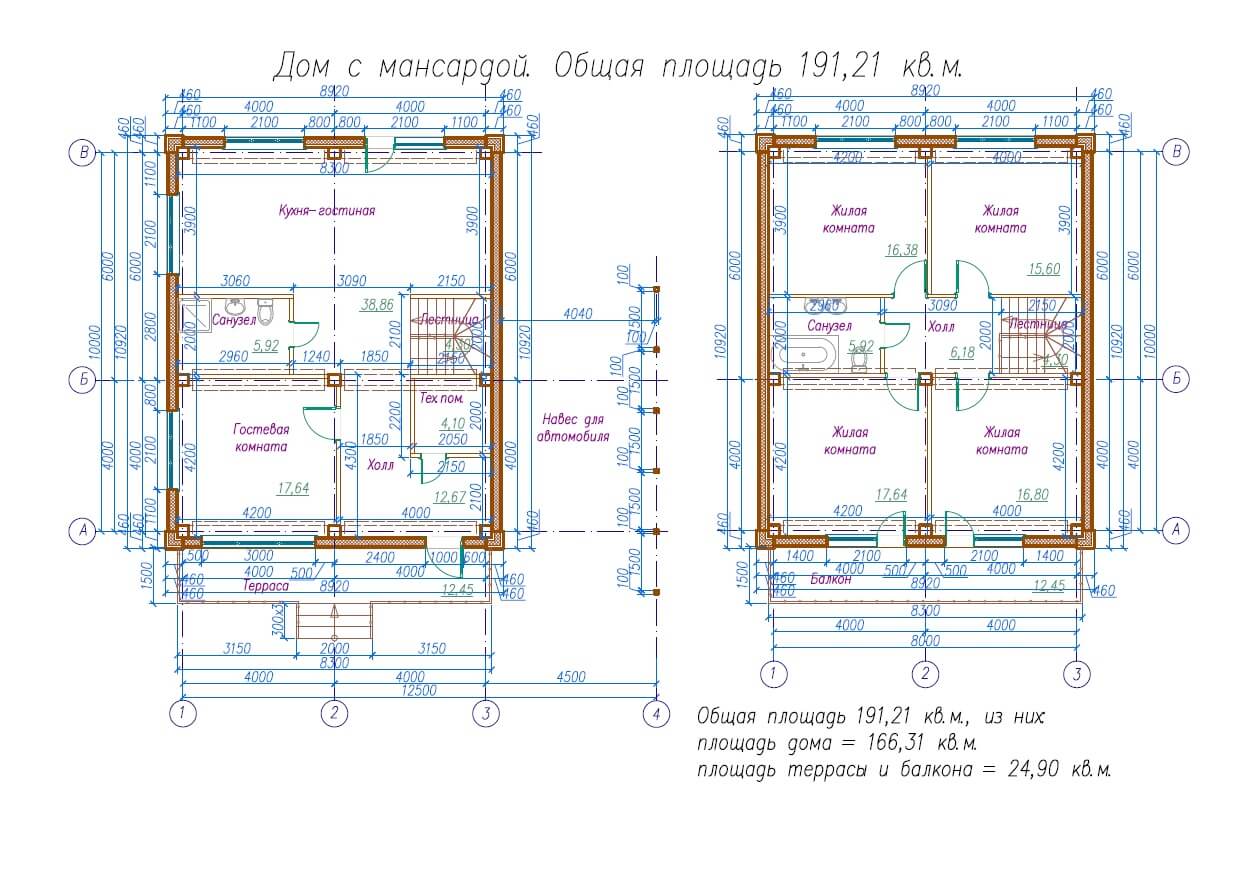 Дом с мансардой. Общая площадь 191,21 кв.м.
460 8920 460
460 4000 4000 460
1100 2100 800 800 2100 1100
460 460 460
В
8300
1100
Кухня-гостиная
3900 3900
2100
6000 6000 6000
3060 3090 2150
38,86
Санузел
5,92
2000
Лестница
4,30
2100 2000
2960 1240 1850 2150
2800
10000 10920 10920
Б
800
Гостевая
комната
17,64
4200
4200
2100
1100
4000 4000 4000
Тех.пом.
4,10
2200 2000
1850 2050
2150
4300
Холл
12,67
2100
4000
А
460 460 460
500 3000 2400 1000 600
500
4000 4000
460 8920 460
460 460
Терраса 12,45
1500
300х3
3150 2000 3150
8300
4000 4000 4500
12500
1 2 3 4
4040
Навес для
автомобиля
100
1500
100
100
1500
100
1500
100
1500
100
1500
100
460 8920 460
460 4000 4000 460
1100 2100 800 800 2100 1100
460 460
В
4200 4000
Жилая
комната
16,38
Жилая
комната
15,60
3900 3900
6000 6000 6000
2960 3090 2150
Санузел
5,92
2000
Холл
6,18
2000
Лестница
4,30
2000
10920 10920 10000
Б
Жилая
комната
17,64
Жилая
комната
16,80
4200 4200
4000 4000 4000
4200 4000
А
460 460
1400 2100 2100 1400
500 500
4000 4000
460 8920 460
460 460
Балкон 12,45
1500
8300
4000 4000
8000
1 2 3
Общая площадь 191,21 кв.м., из них:
площадь дома = 166,31 кв.м.
площадь террасы и балкона = 24,90 кв.м.